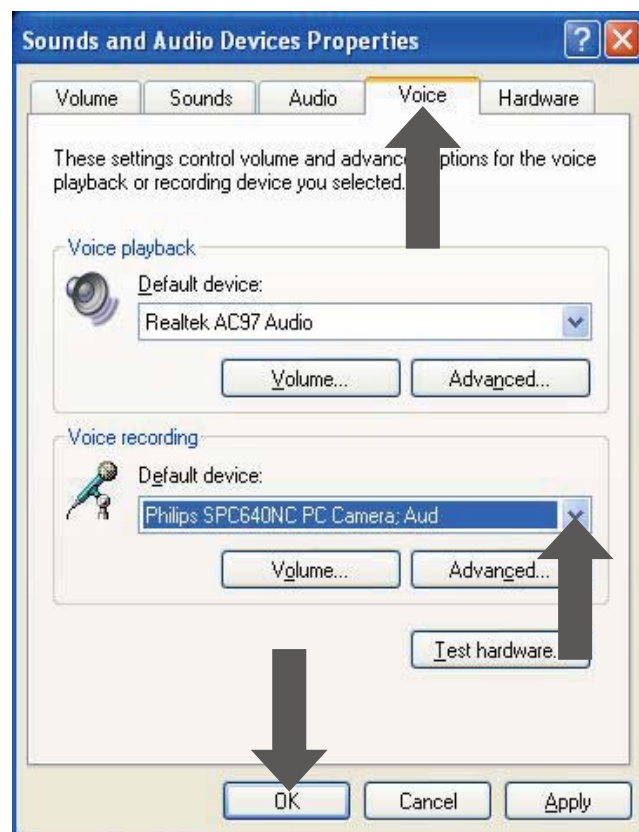 Sounds and Audio Devices Properties
Volume Sounds Audio Voice Hardware
These settings control volume and advanc ptions for the voice
playback or recording device you selected.
Voice playback
Default device:
Realtek AC97 Audio
Volume... Advanced...
Voice recording
Default device:
Philips SPC640NC PC Camera; Aud
Volume... Advanced...
Test hardware.
OK Cancel Apply